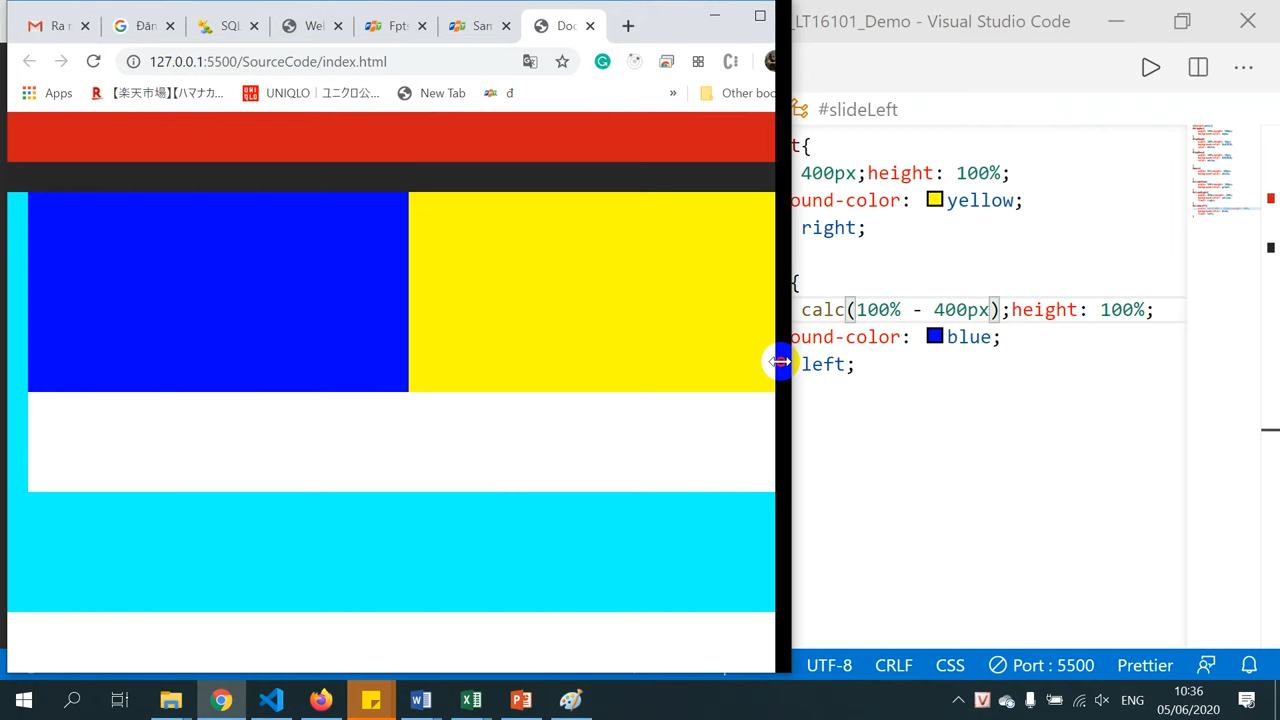 Ra
Đăn
SQL
We
Fpt
San
Doc
_LT16101_Demo - Visual Studio Code
127.0.0.1:5500/sourceCode/index.html
Apps
【楽天市場】【ハマナカ...
UNIQLO｜ユニクロ公...
New Tab
d
»
Other boo
#slideLeft
t{
400px;height: 100%;
ound-color: yellow;
right;
{
calc(100% - 400px);height: 100%;
ound-color: blue;
left;
UTF-8
CRLF
CSS
Port : 5500
Prettier
ENG
10:36
05/06/2020